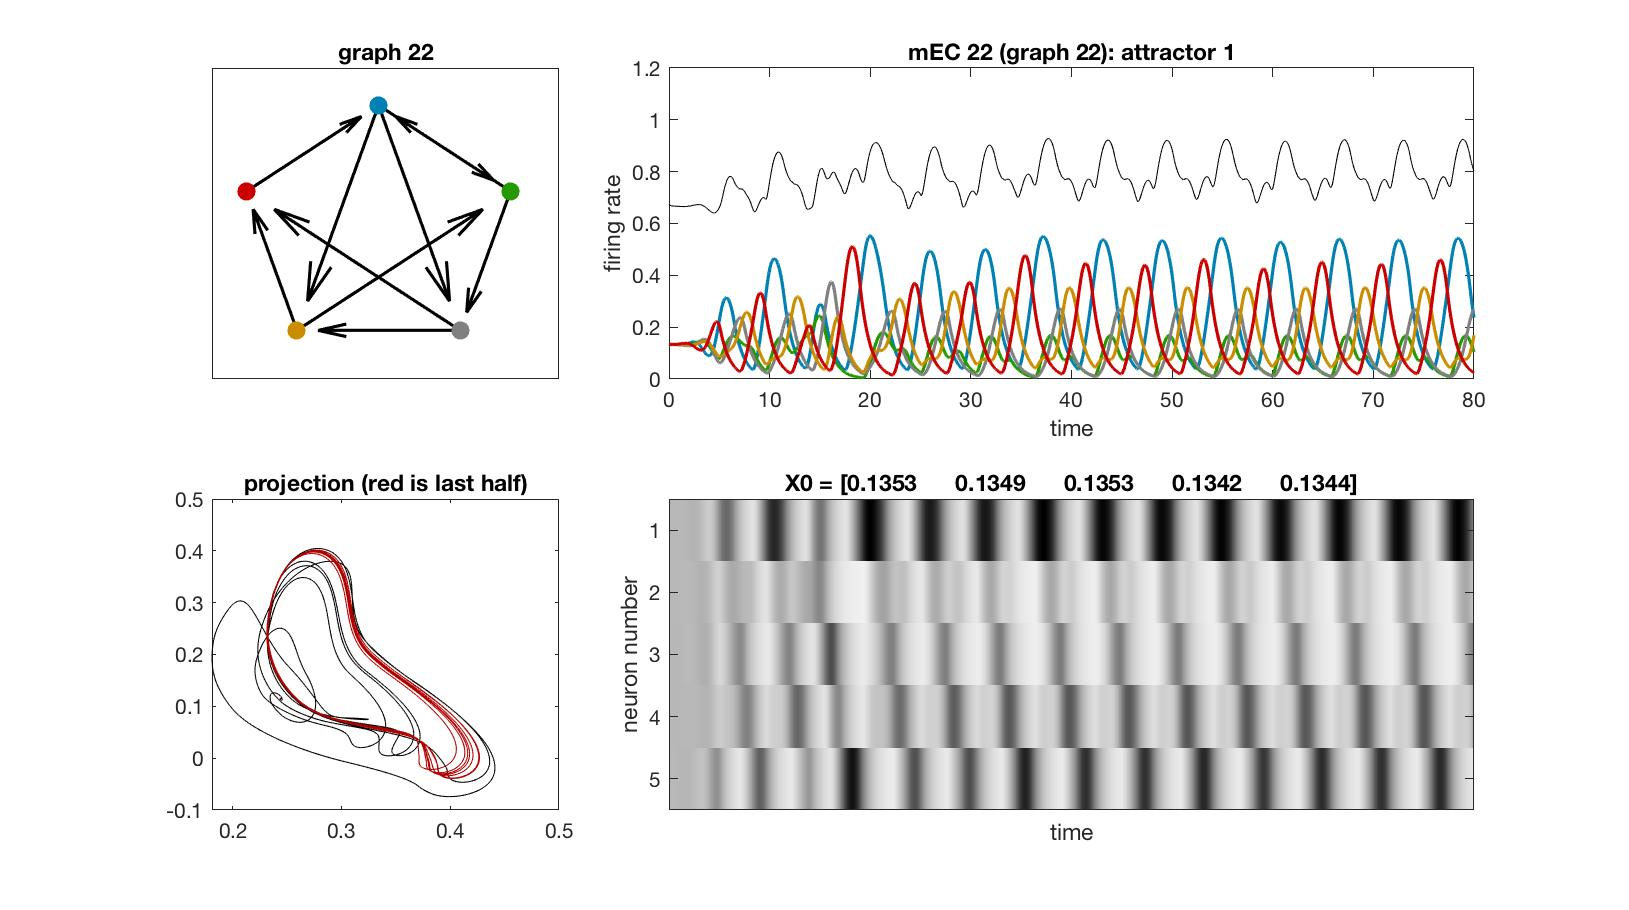 graph 22
mEC 22 (graph 22): attractor 1
1.2
1
0.8
0.6
0.4
0.2
0
firing rate
0 10 20 30 40 50 60 70 80
time
projection (red is last half)
0.5
0.4
0.3
0.2
0.1
0
-0.1
0.2 0.3 0.4 0.5
X0 = [0.1353 0.1349 0.1353 0.1342 0.1344]
neuron number
1
2
3
4
5
time